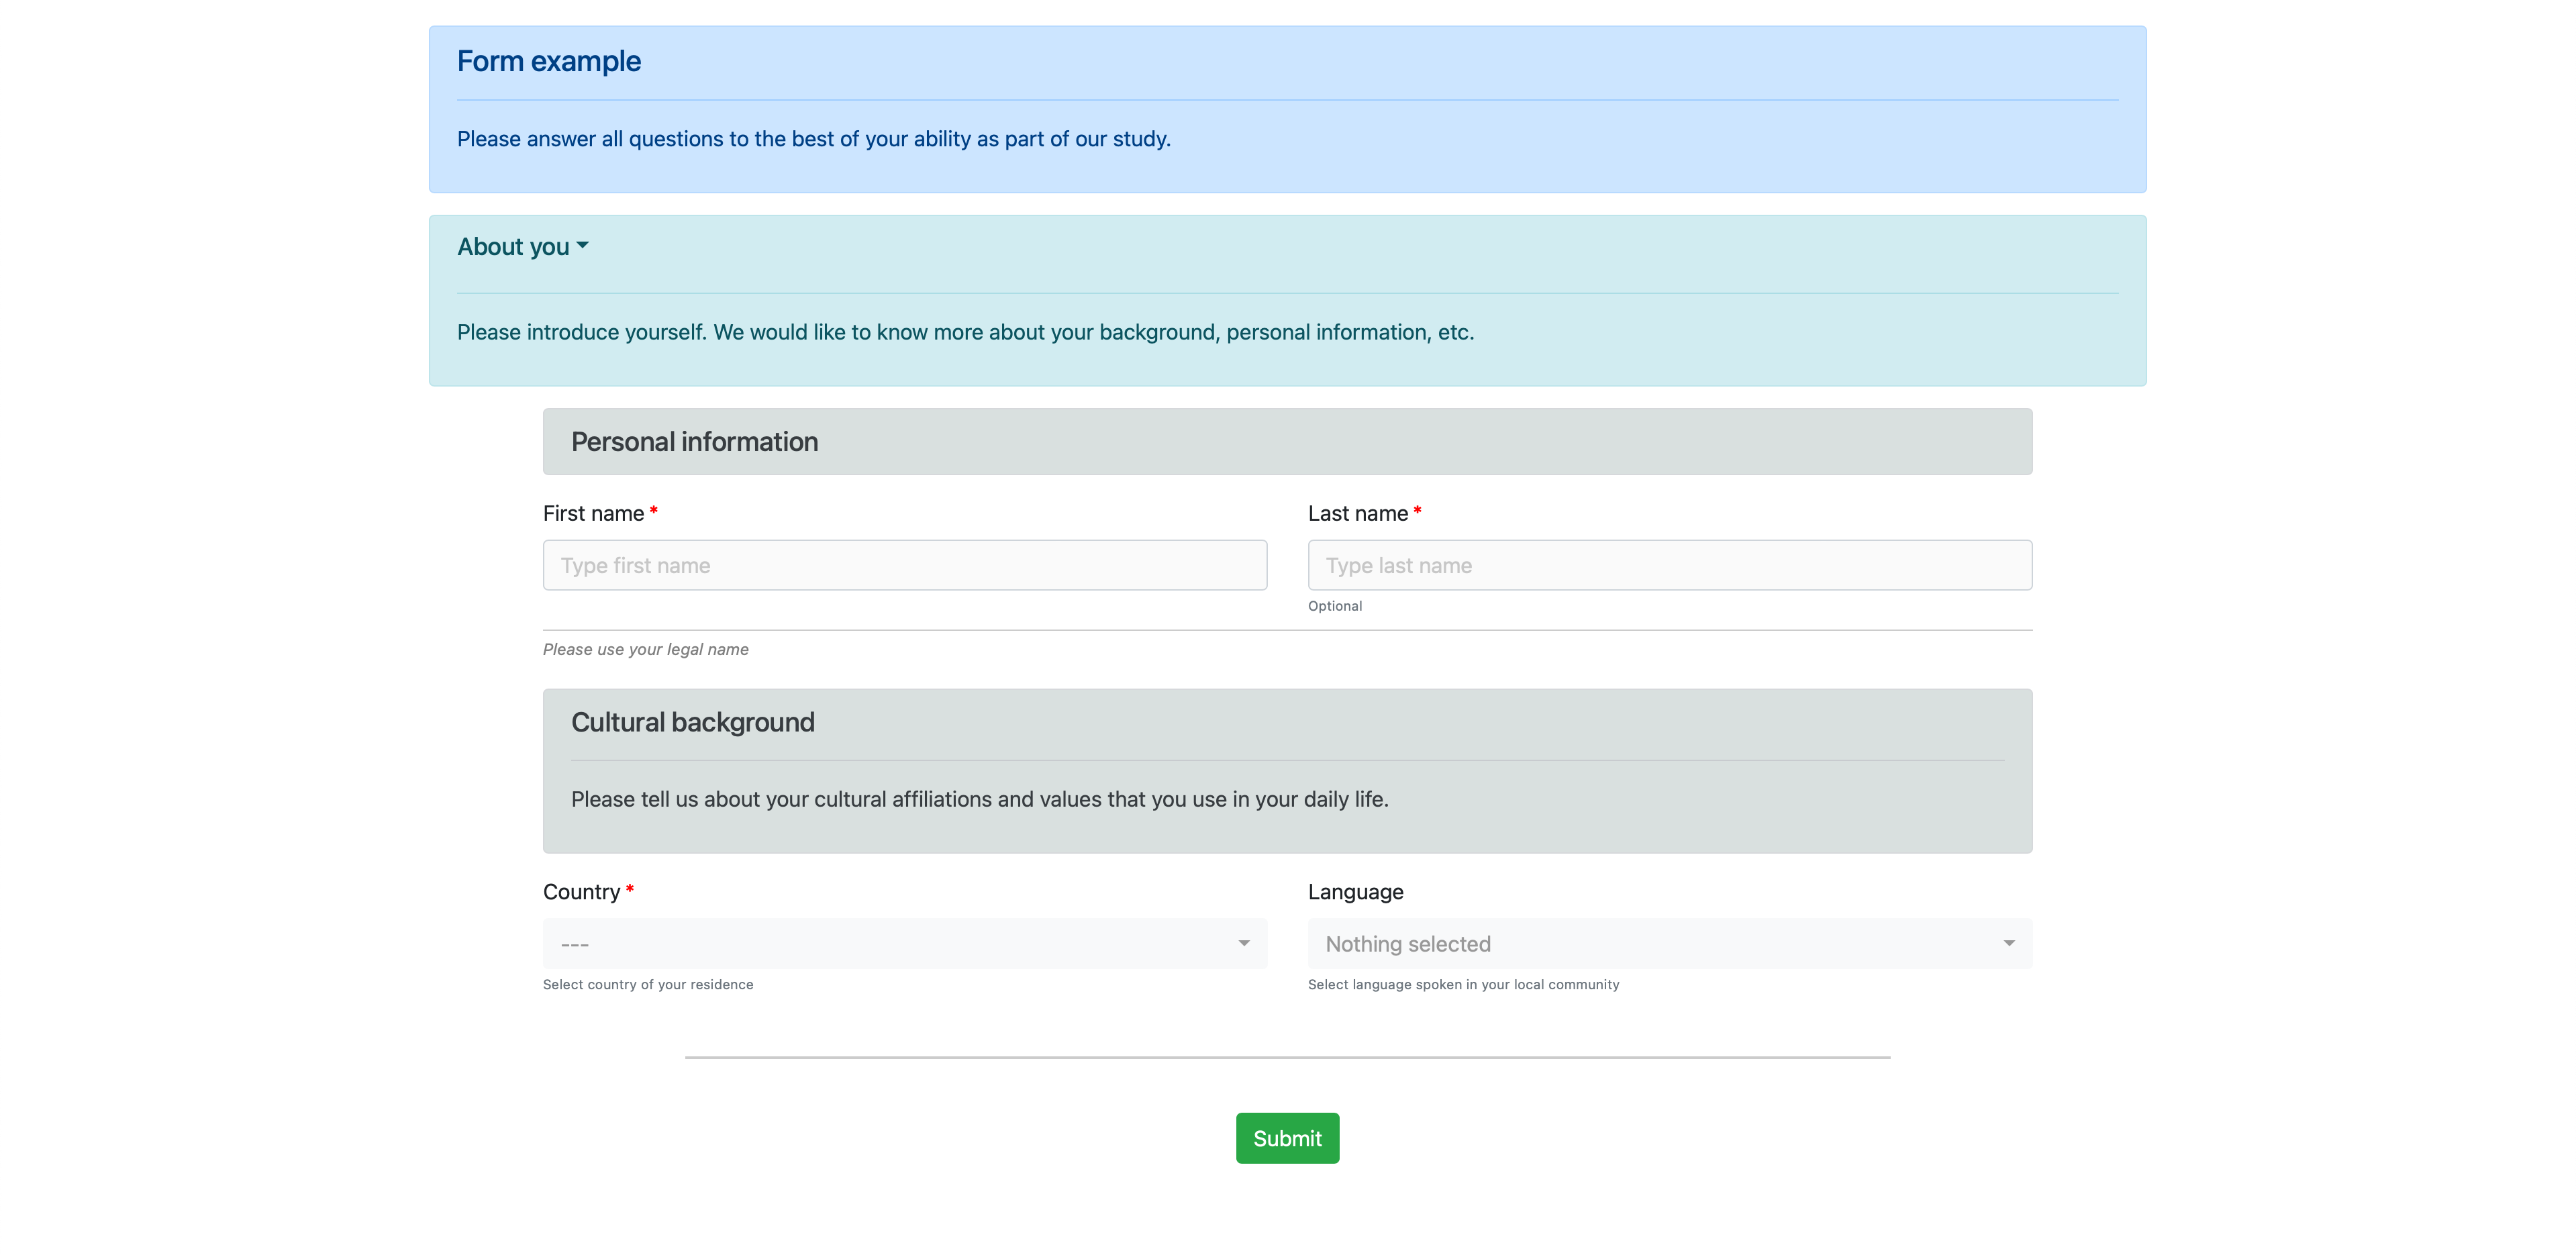 Form example
Please answer all questions to the best of your ability as part of our study.
About you
Please introduce yourself. We would like to know more about your background, personal information, etc.
Personal information
First name *
Last name *
Type first name
Type last name
Optional
Please use your legal name
Cultural background
Please tell us about your cultural affiliations and values that you use in your daily life.
Country *
Language
---
Nothing selected
Select country of your residence
Select language spoken in your local community
Submit